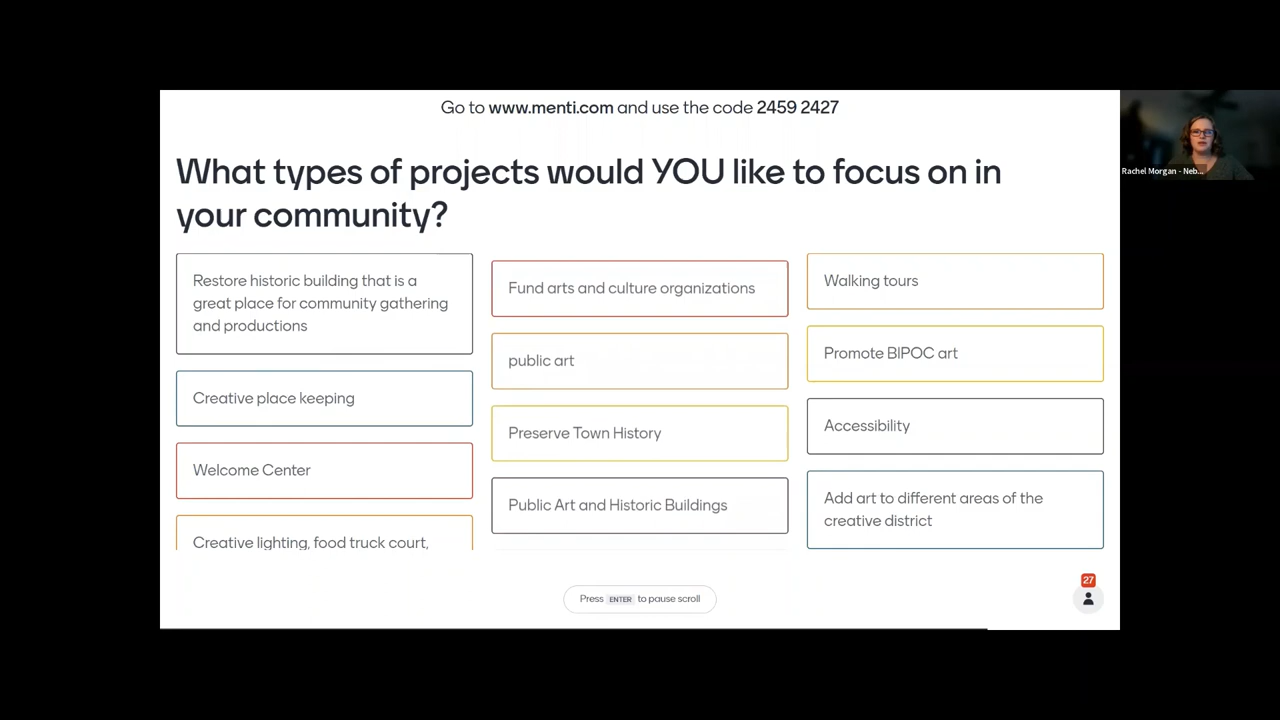 Go to www.menti.com and use the code 2459 2427
What types of projects would YOU like to focus on in
your community?
Restore historic building that is a
great place for community gathering
and productions
Creative place keeping
Welcome Center
Creative lighting, food truck court,
Fund arts and culture organizations
public art
Preserve Town History
Public Art and Historic Buildings
Walking tours
Promote BIPOC art
Accessibility
Add art to different areas of the
creative district
Press ENTER to pause scroll
27
Rachel Morgan - Neb...